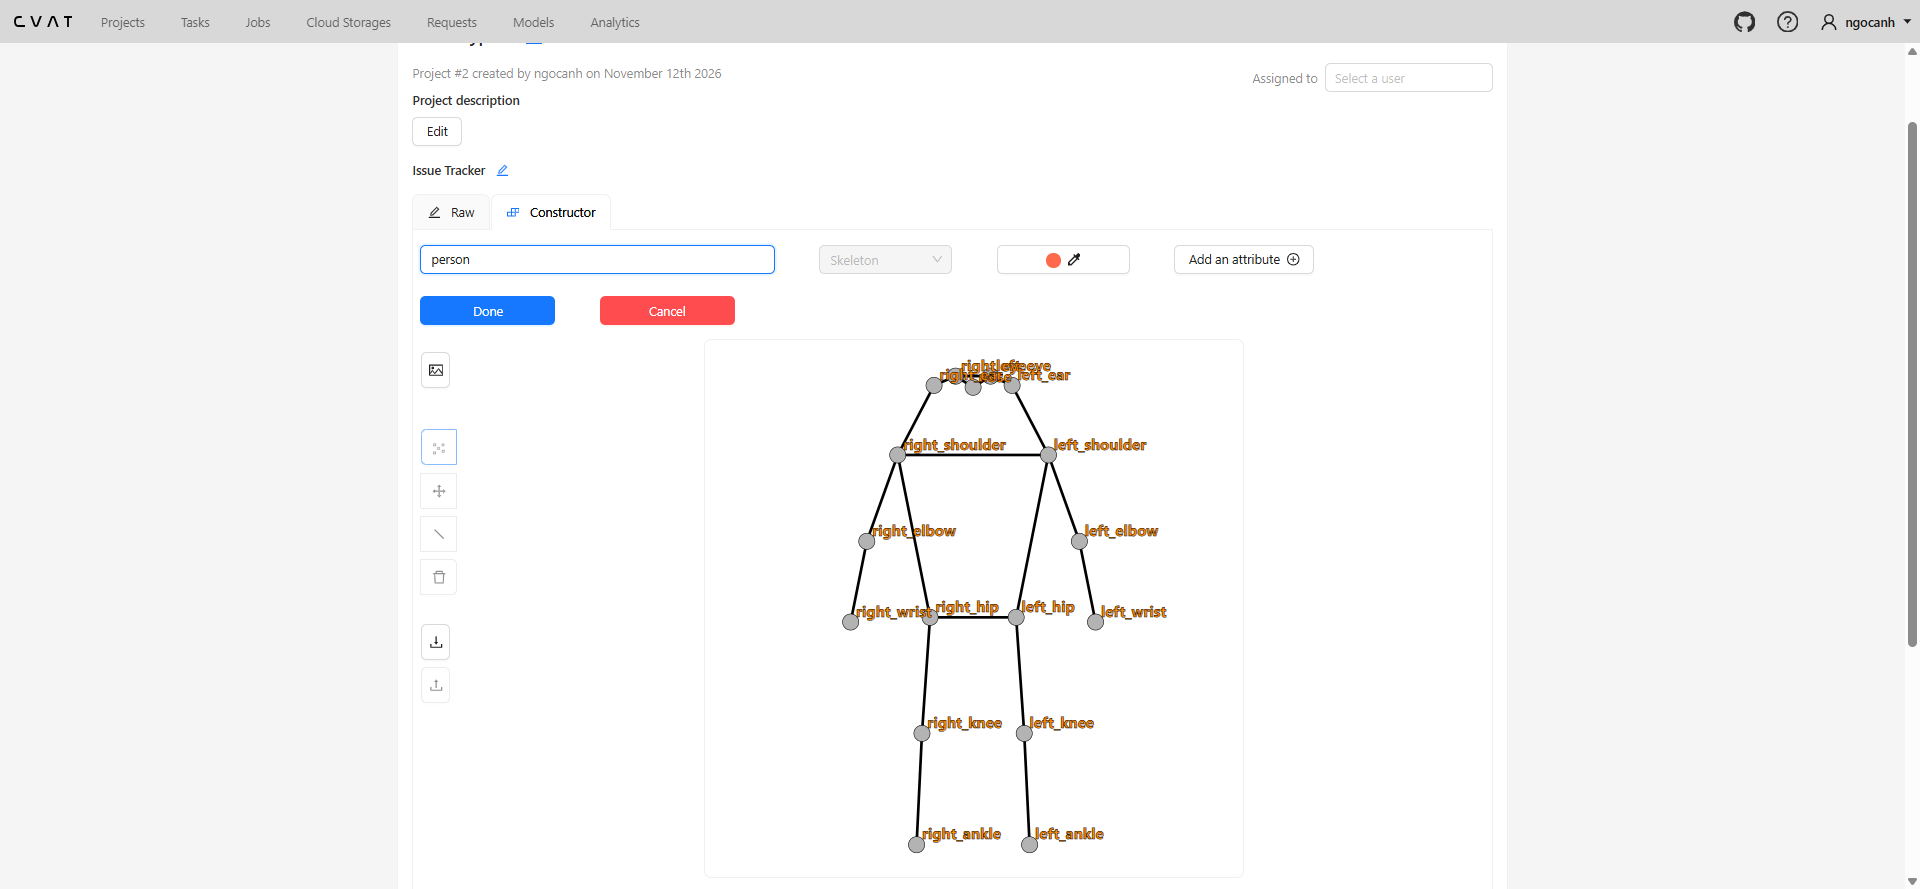 CVAT Projects Tasks Jobs Cloud Storages Requests Models Analytics ngocanh
Project #2 created by ngocanh on November 12th 2026
Assigned to Select a user
Project description
Edit
Issue Tracker
Raw Constructor
person Skeleton Add an attribute
Done Cancel
left_ear
right_shoulder left_shoulder
right_elbow left_elbow
right_wrist right_hip left_hip left_wrist
right_knee left_knee
right_ankle left_ankle